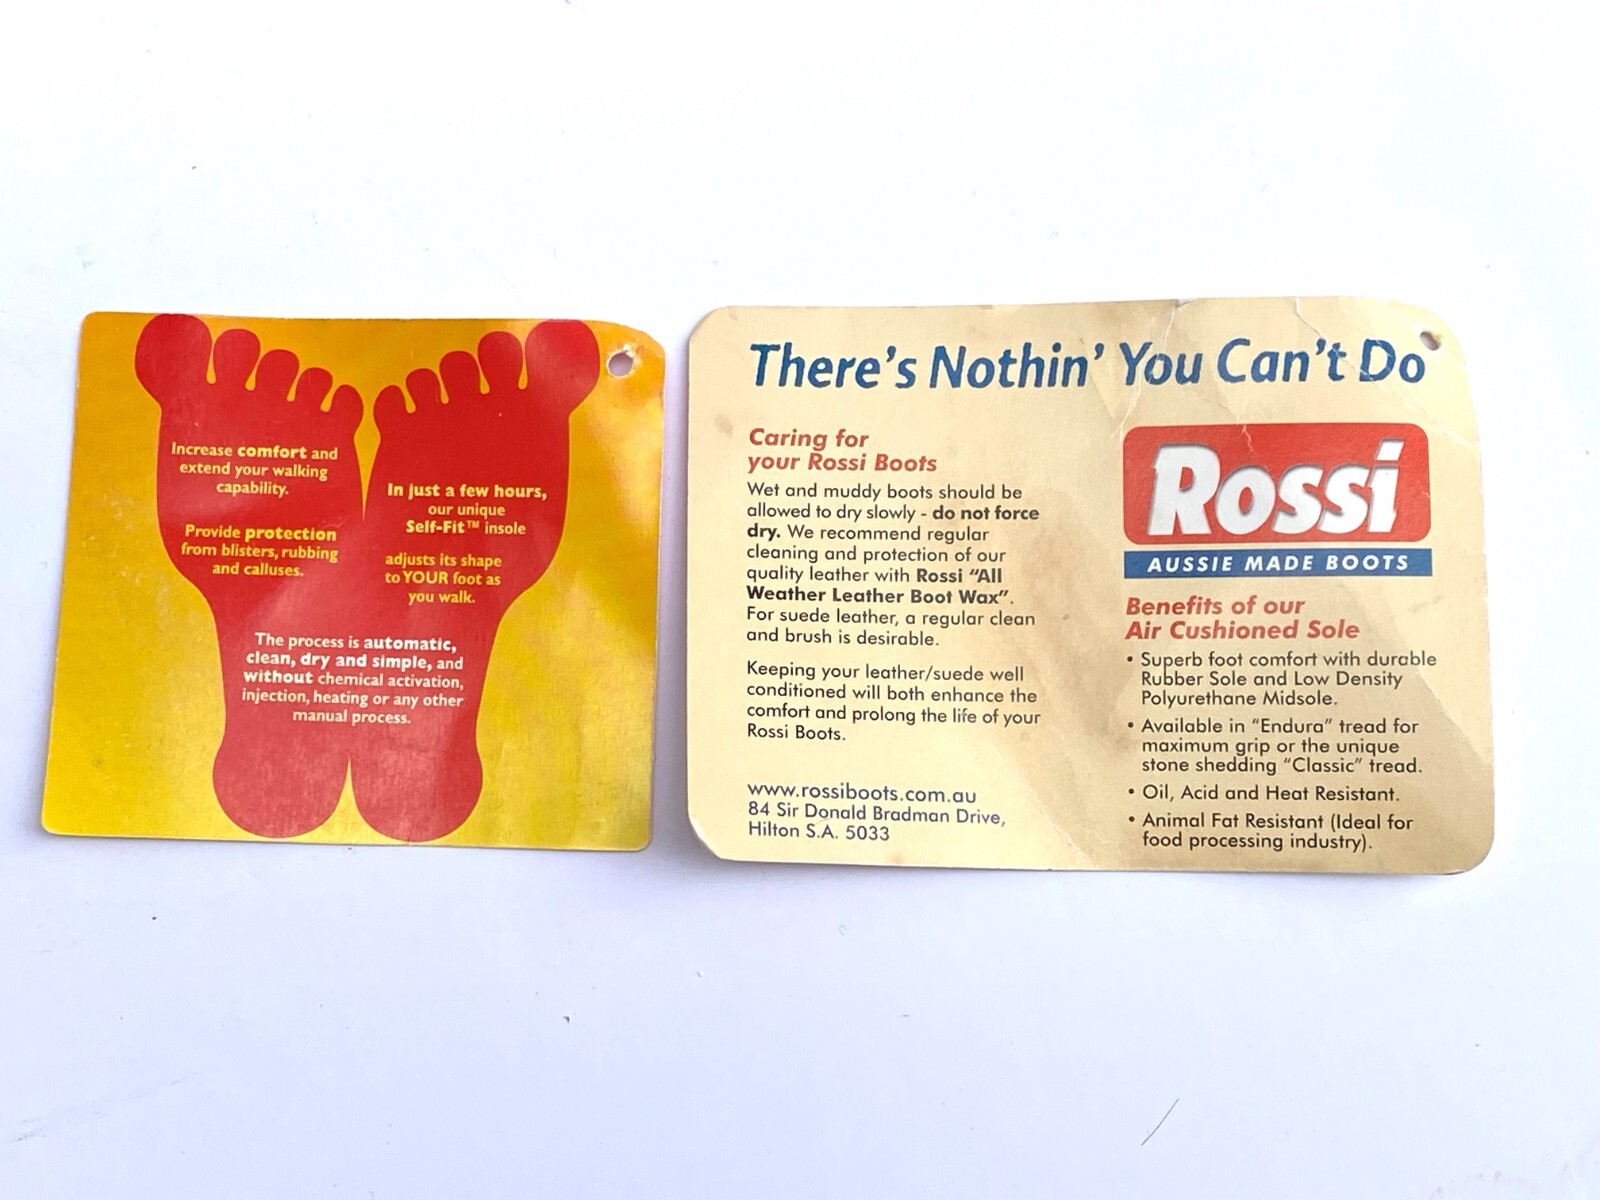 Increase comfort and
extend your walking
capability.
Provide protection
from blisters, rubbing
and calluses.
In just a few hours,
our unique
Self-Fit™ insole
adjusts its shape
to YOUR foot as
you walk.
The process is automatic,
clean, dry and simple, and
without chemical activation,
injection, heating or any other
manual process.
There's Nothin' You Can't Do
Caring for
your Rossi Boots
Wet and muddy boots should be
allowed to dry slowly - do not force
dry. We recommend regular
cleaning and protection of our
quality leather with Rossi “All
Weather Leather Boot Wax”.
For suede leather, a regular clean
and brush is desirable.
Keeping your leather/suede well
conditioned will both enhance the
comfort and prolong the life of your
Rossi Boots.
www.rossiboots.com.au
84 Sir Donald Bradman Drive,
Hilton S.A. 5033
Rossi
AUSSIE MADE BOOTS
Benefits of our
Air Cushioned Sole
• Superb foot comfort with durable
Rubber Sole and Low Density
Polyurethane Midsole.
• Available in “Endura” tread for
maximum grip or the unique
stone shedding “Classic” tread.
• Oil, Acid and Heat Resistant.
• Animal Fat Resistant (Ideal for
food processing industry).